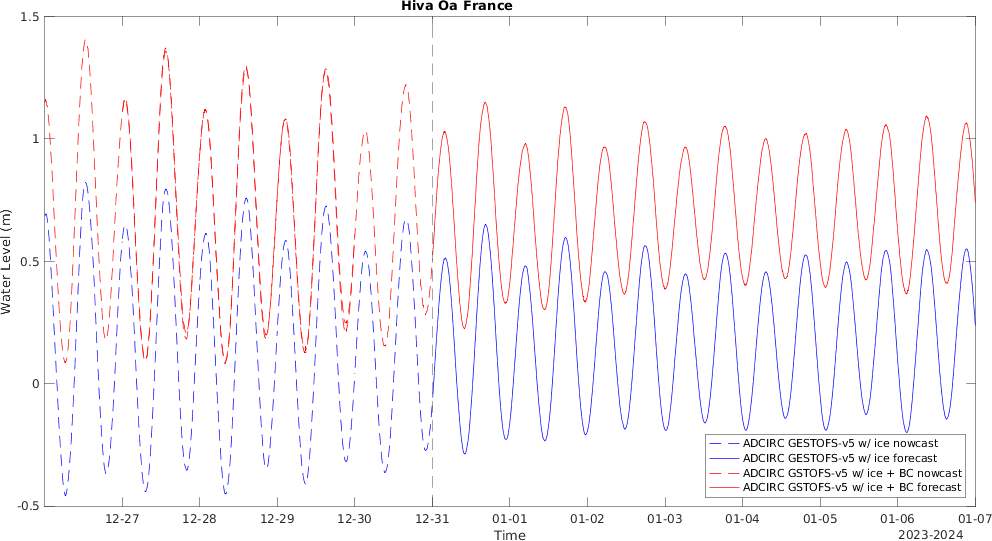 Hiva Oa France
1.5
1
0.5
0
-0.5
Water Level (m)
12-27 12-28 12-29 12-30 12-31 01-01 01-02 01-03 01-04 01-05 01-06 01-07
Time
2023-2024
ADCIRC GESTOFS-v5 w/ ice nowcast
ADCIRC GESTOFS-v5 w/ ice forecast
ADCIRC GSTOFS-v5 w/ ice + BC nowcast
ADCIRC GSTOFS-v5 w/ ice + BC forecast